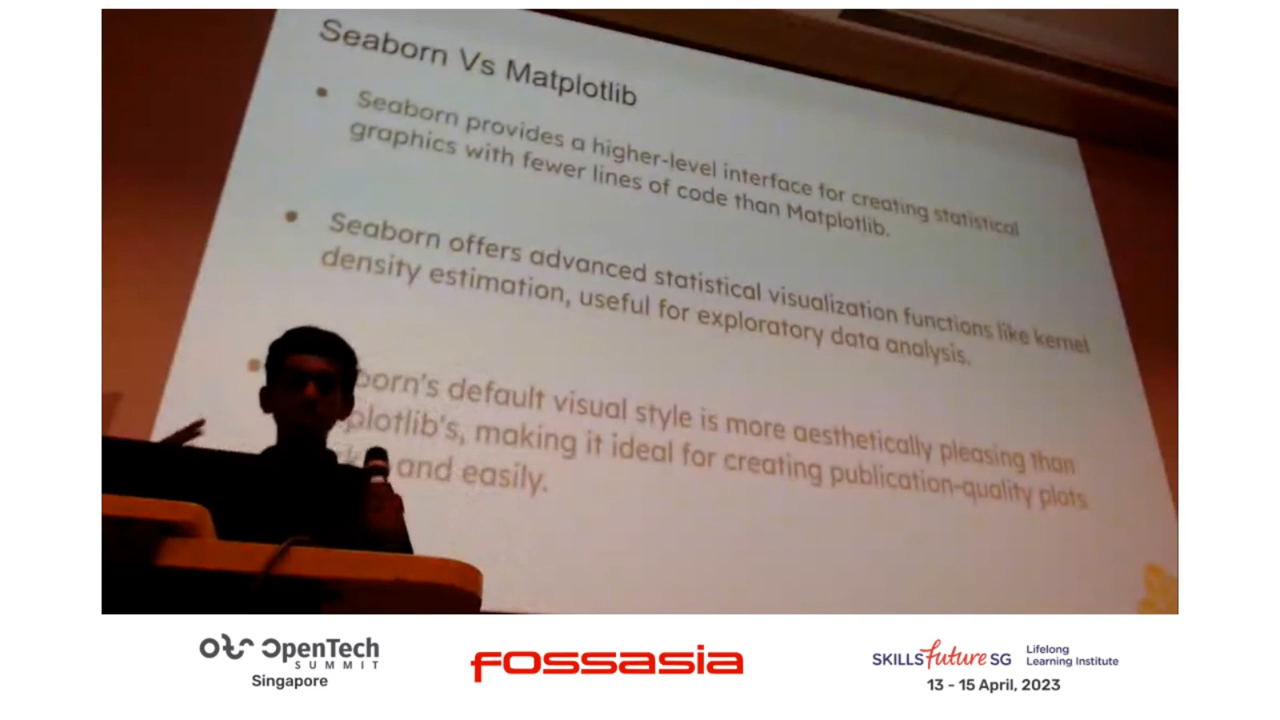 Seaborn Vs Matplotlib
• Seaborn provides a higher-level interface for creating statistical
graphics with fewer lines of code than Matplotlib.
• Seaborn offers advanced statistical visualization functions like kernel
density estimation, useful for exploratory data analysis.
• born's default visual style is more aesthetically pleasing than
plotlib's, making it ideal for creating publication-quality plots
and easily.
OpenTech
SUMMIT
Singapore
fossasia
SKILLSfuture SG
Lifelong
Learning Institute
13 - 15 April, 2023